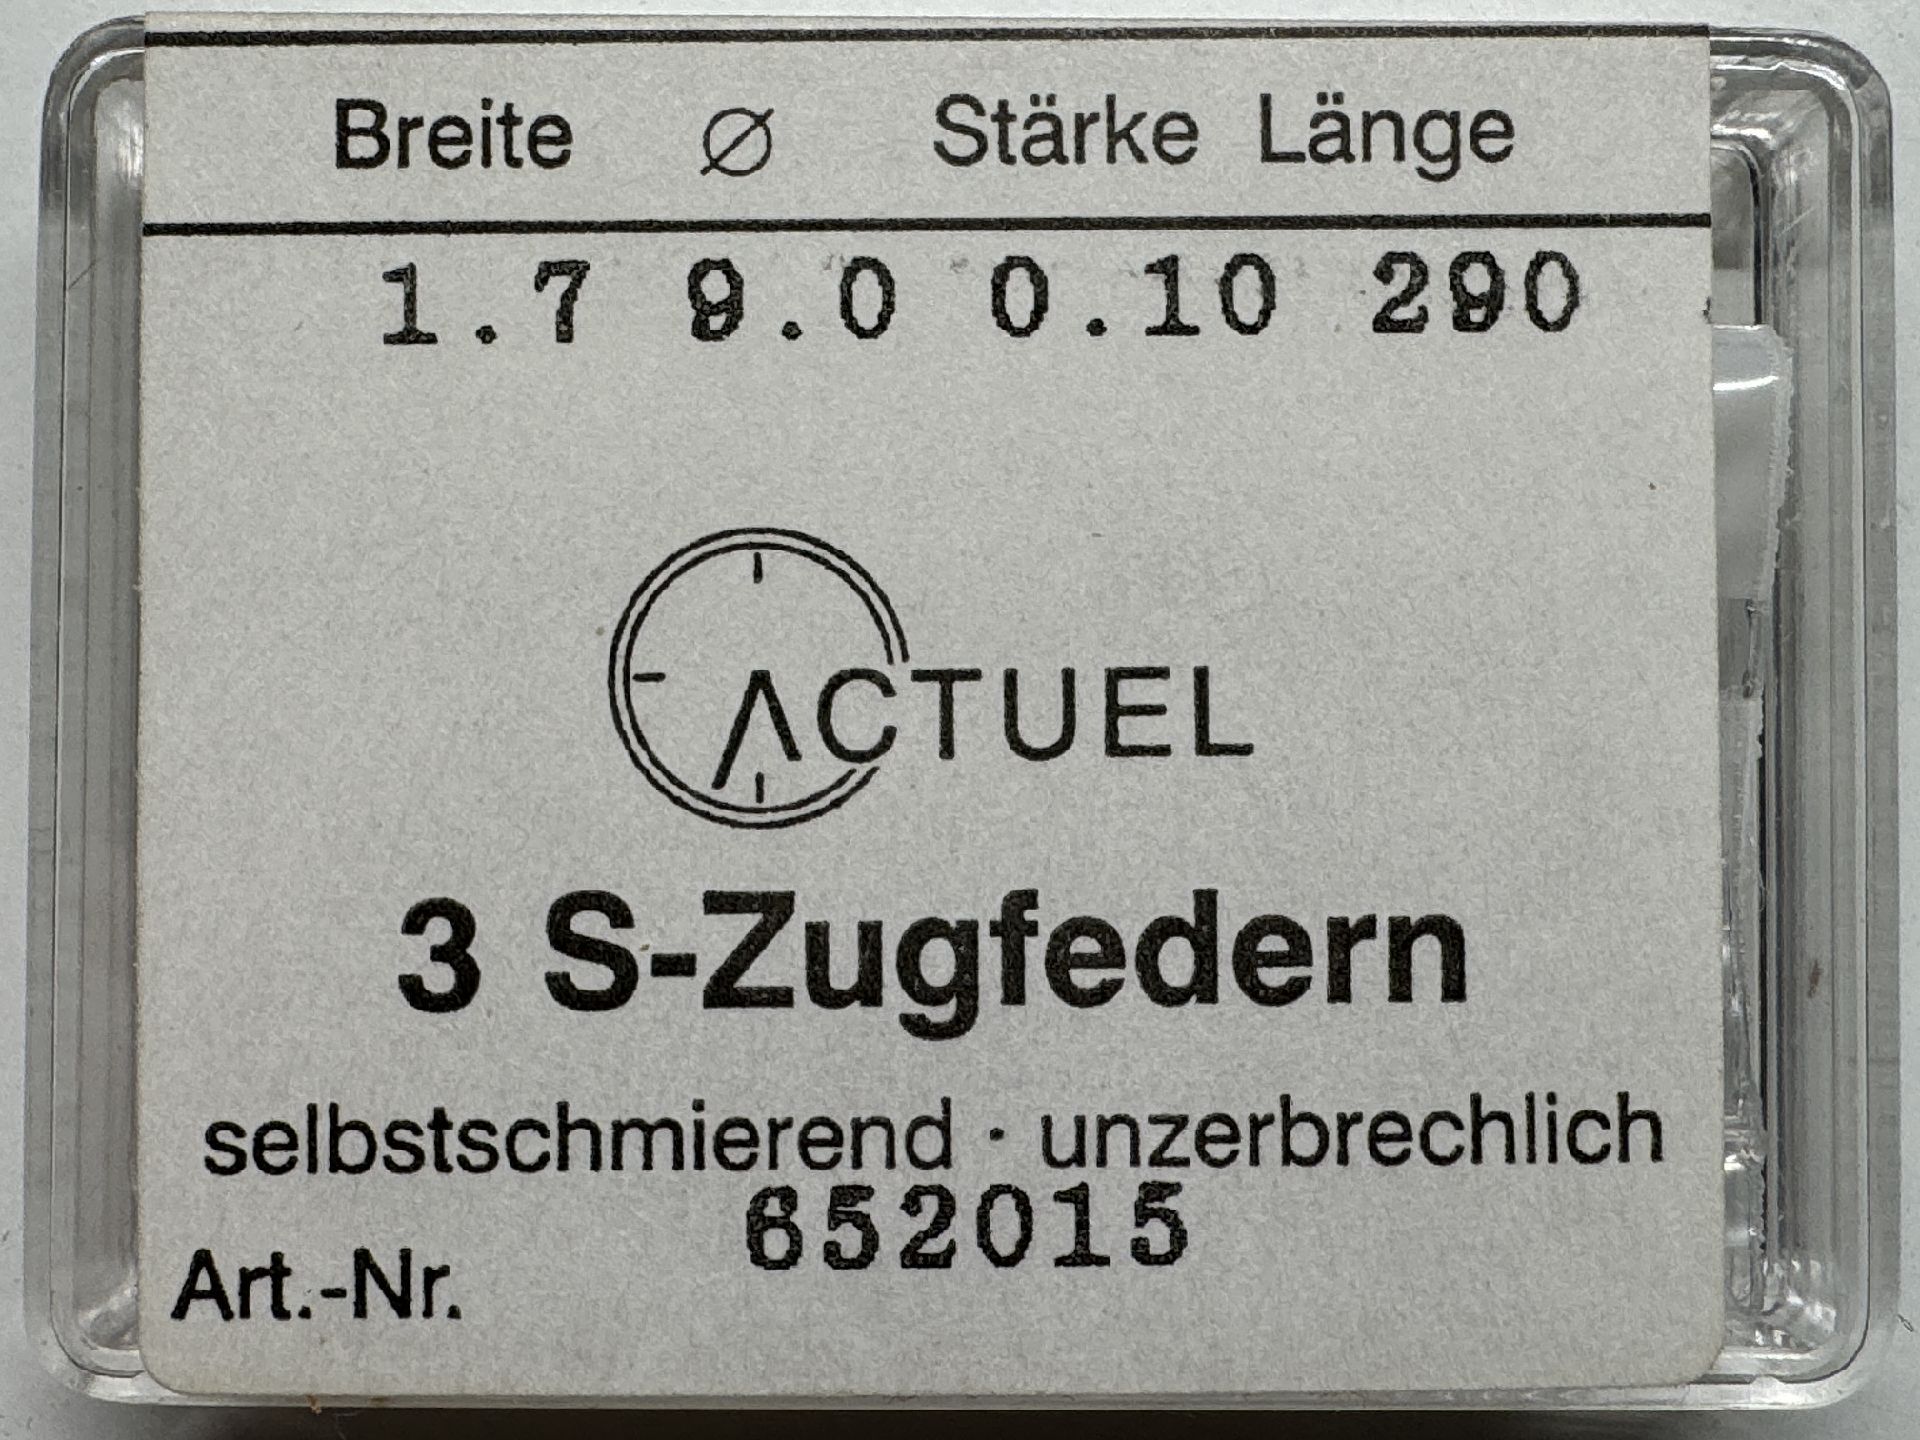 Breite ∅ Stärke Länge
1.7 9.0 0.10 290
ACTUEL
3 S-Zugfedern
selbstschmierend · unzerbrechlich
652015
Art.-Nr.